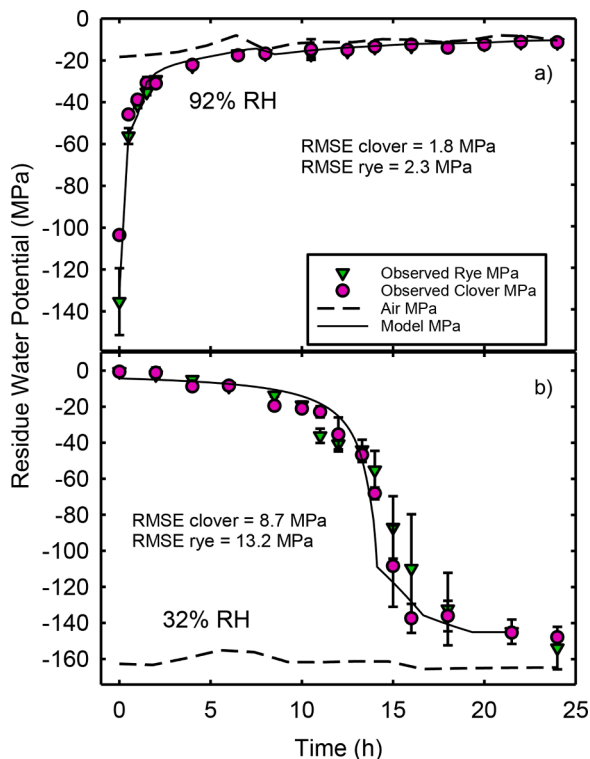 Residue Water Potential (MPa)
0
-20
-40
-60
-80
-100
-120
-140
a)
92% RH
RMSE clover = 1.8 MPa
RMSE rye = 2.3 MPa
Observed Rye MPa
Observed Clover MPa
Air MPa
Model MPa
0
-20
-40
-60
-80
-100
-120
-140
-160
b)
RMSE clover = 8.7 MPa
RMSE rye = 13.2 MPa
32% RH
0 5 10 15 20 25
Time (h)